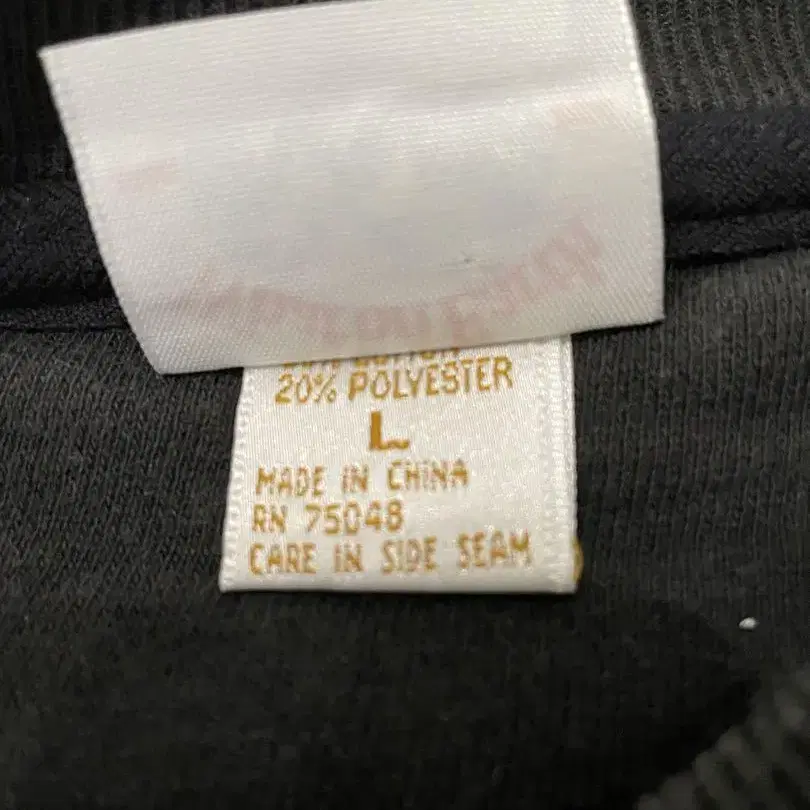 20% POLYESTER
L
MADE IN CHINA
RN 75048
CARE IN SIDE SEAM